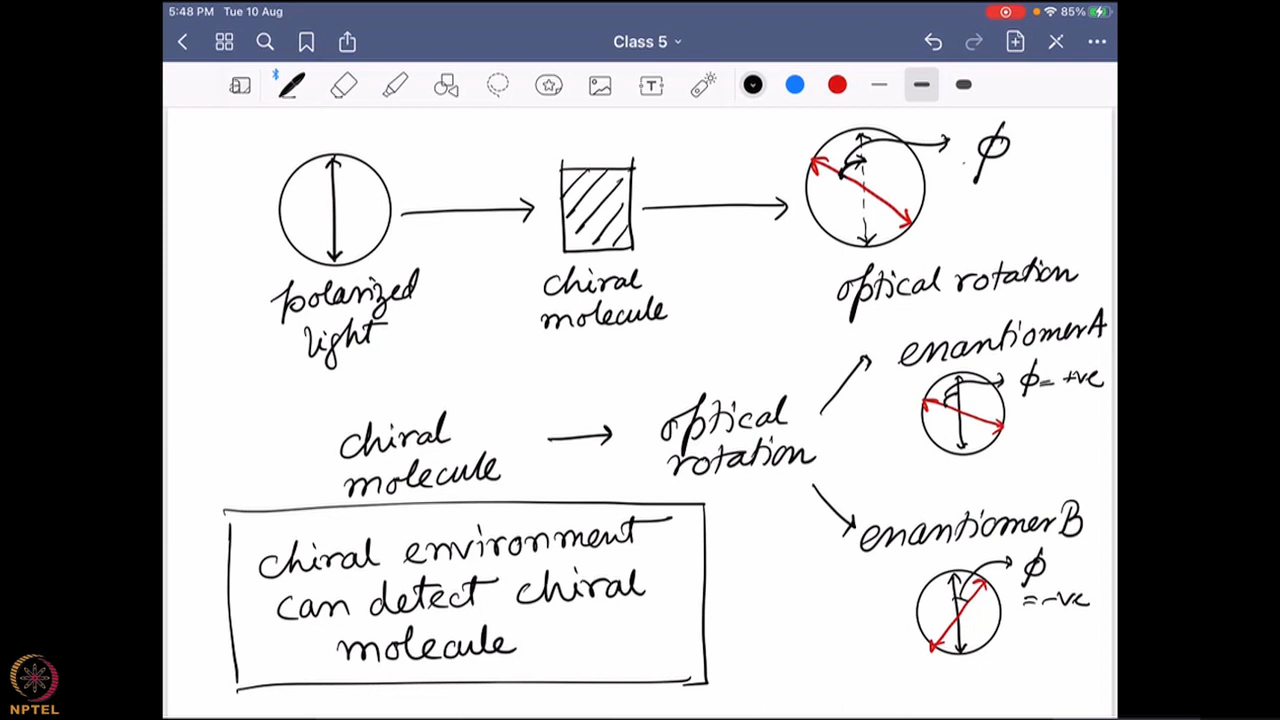 5:48 PM Tue 10 Aug
85%
Class 5
T
ϕ
polarized
light
chiral
molecule
optical rotation
enantiomer A
ϕ = +ve
chiral
molecule
optical
rotation
enantiomer B
ϕ
= -ve
chiral environment
can detect chiral
molecule
NPTEL